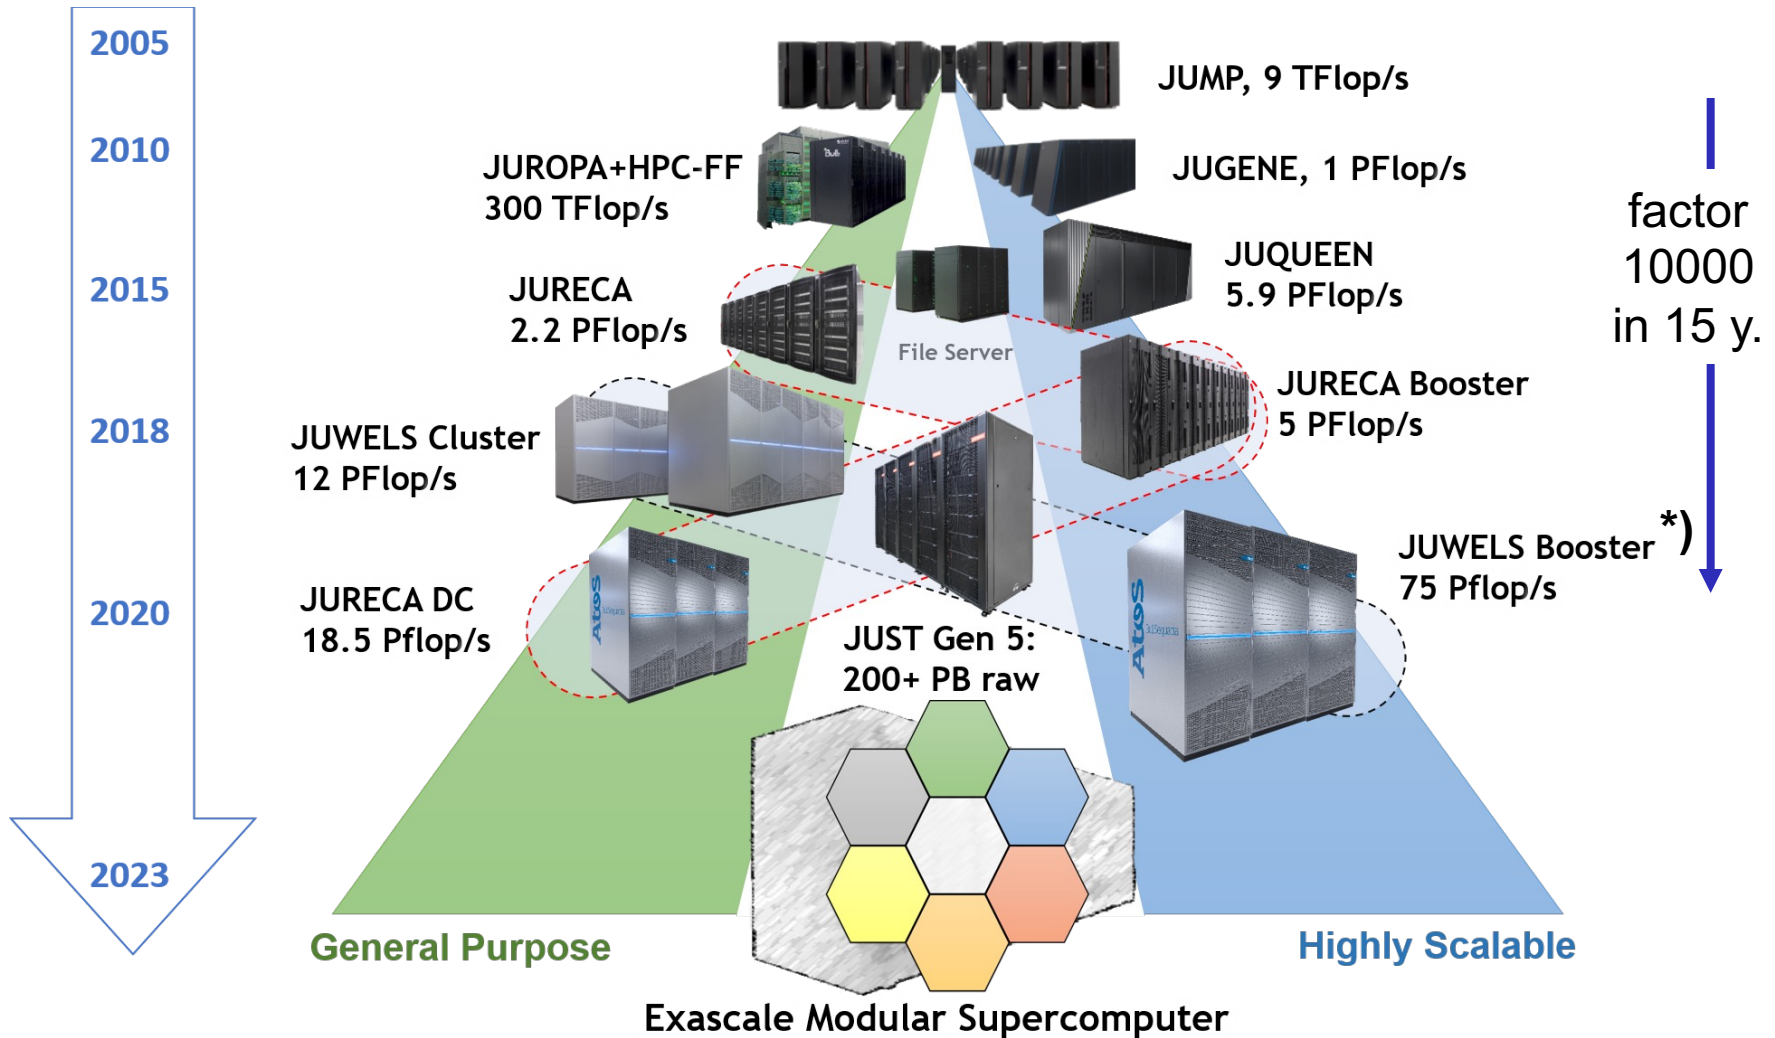 2005
2010
2015
2018
2020
2023
JUMP, 9 TFlop/s
JUROPA+HPC-FF
300 TFlop/s
JUGENE, 1 PFlop/s
JURECA
2.2 PFlop/s
File Server
JUQUEEN
5.9 PFlop/s
JUWELS Cluster
12 PFlop/s
JURECA Booster
5 PFlop/s
JURECA DC
18.5 Pflop/s
Atos
JUST Gen 5:
200+ PB raw
JUWELS Booster *)
75 Pflop/s
Atos
BullSequana
factor
10000
in 15 y.
General Purpose
Highly Scalable
Exascale Modular Supercomputer